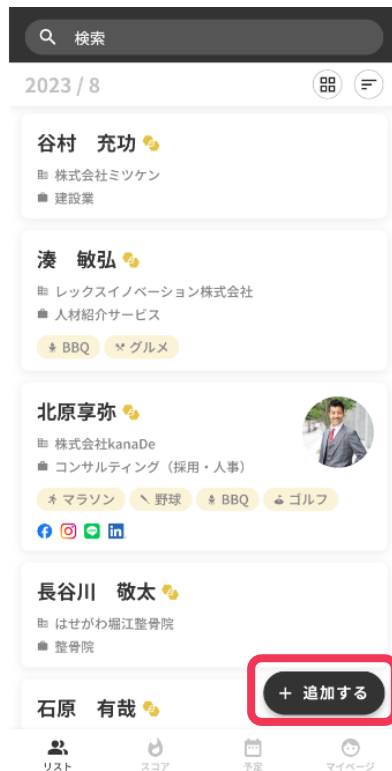 検索
2023 / 8
谷村　充功
株式会社ミツケン
建設業
湊　敏弘
レックスイノベーション株式会社
人材紹介サービス
BBQ グルメ
北原享弥
株式会社kanaDe
コンサルティング（採用・人事）
マラソン 野球 BBQ ゴルフ
長谷川　敬太
はせがわ堀江整骨院
整骨院
+ 追加する
石原　有哉
リスト スコア 予定 マイページ